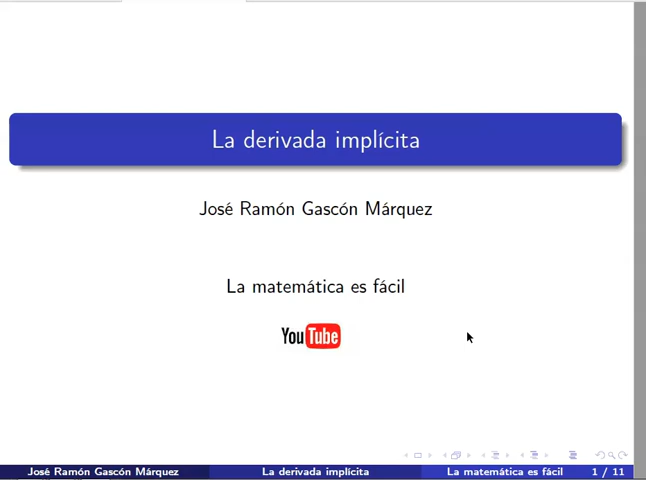 La derivada implícita
José Ramón Gascón Márquez
La matemática es fácil
YouTube
José Ramón Gascón Márquez La derivada implícita La matemática es fácil 1 / 11